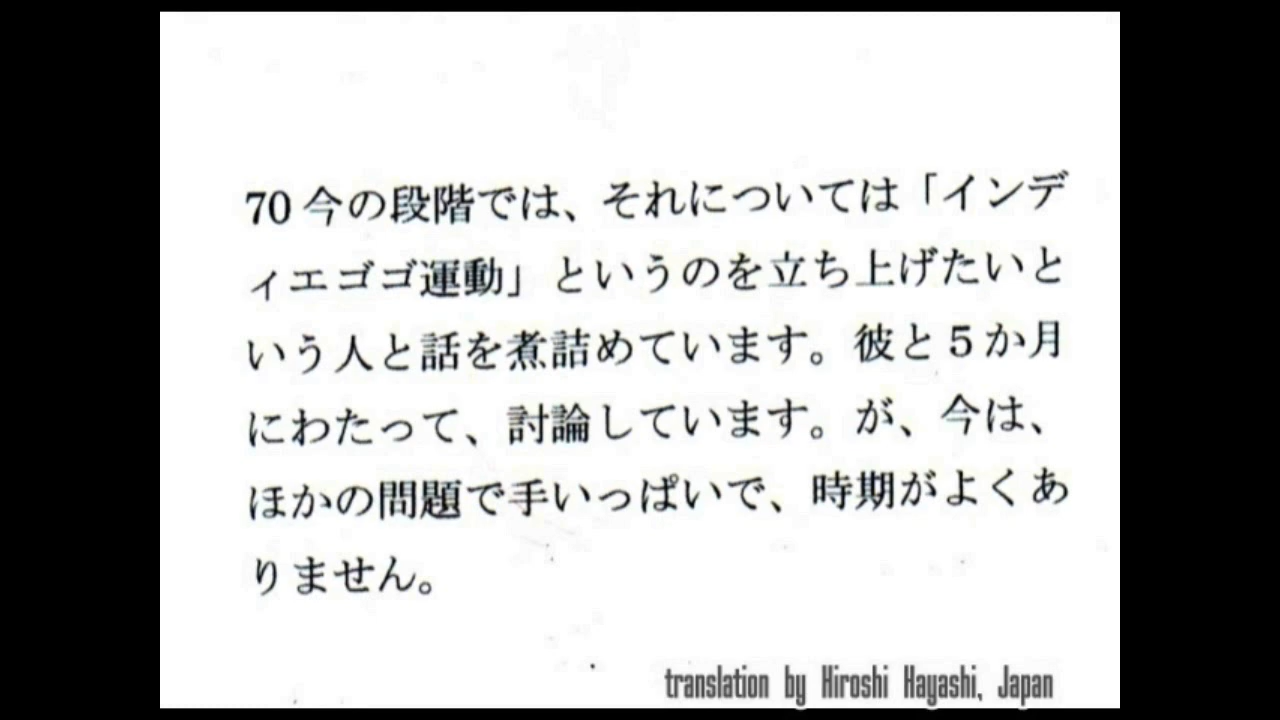 70 今の段階では、それについては「インデ
ィエゴゴ運動」というのを立ち上げたいと
いう人と話を煮詰めています。彼と５か月
にわたって、討論しています。が、今は、
ほかの問題で手いっぱいで、時期がよくあ
りません。
translation by Hiroshi Hayashi, Japan